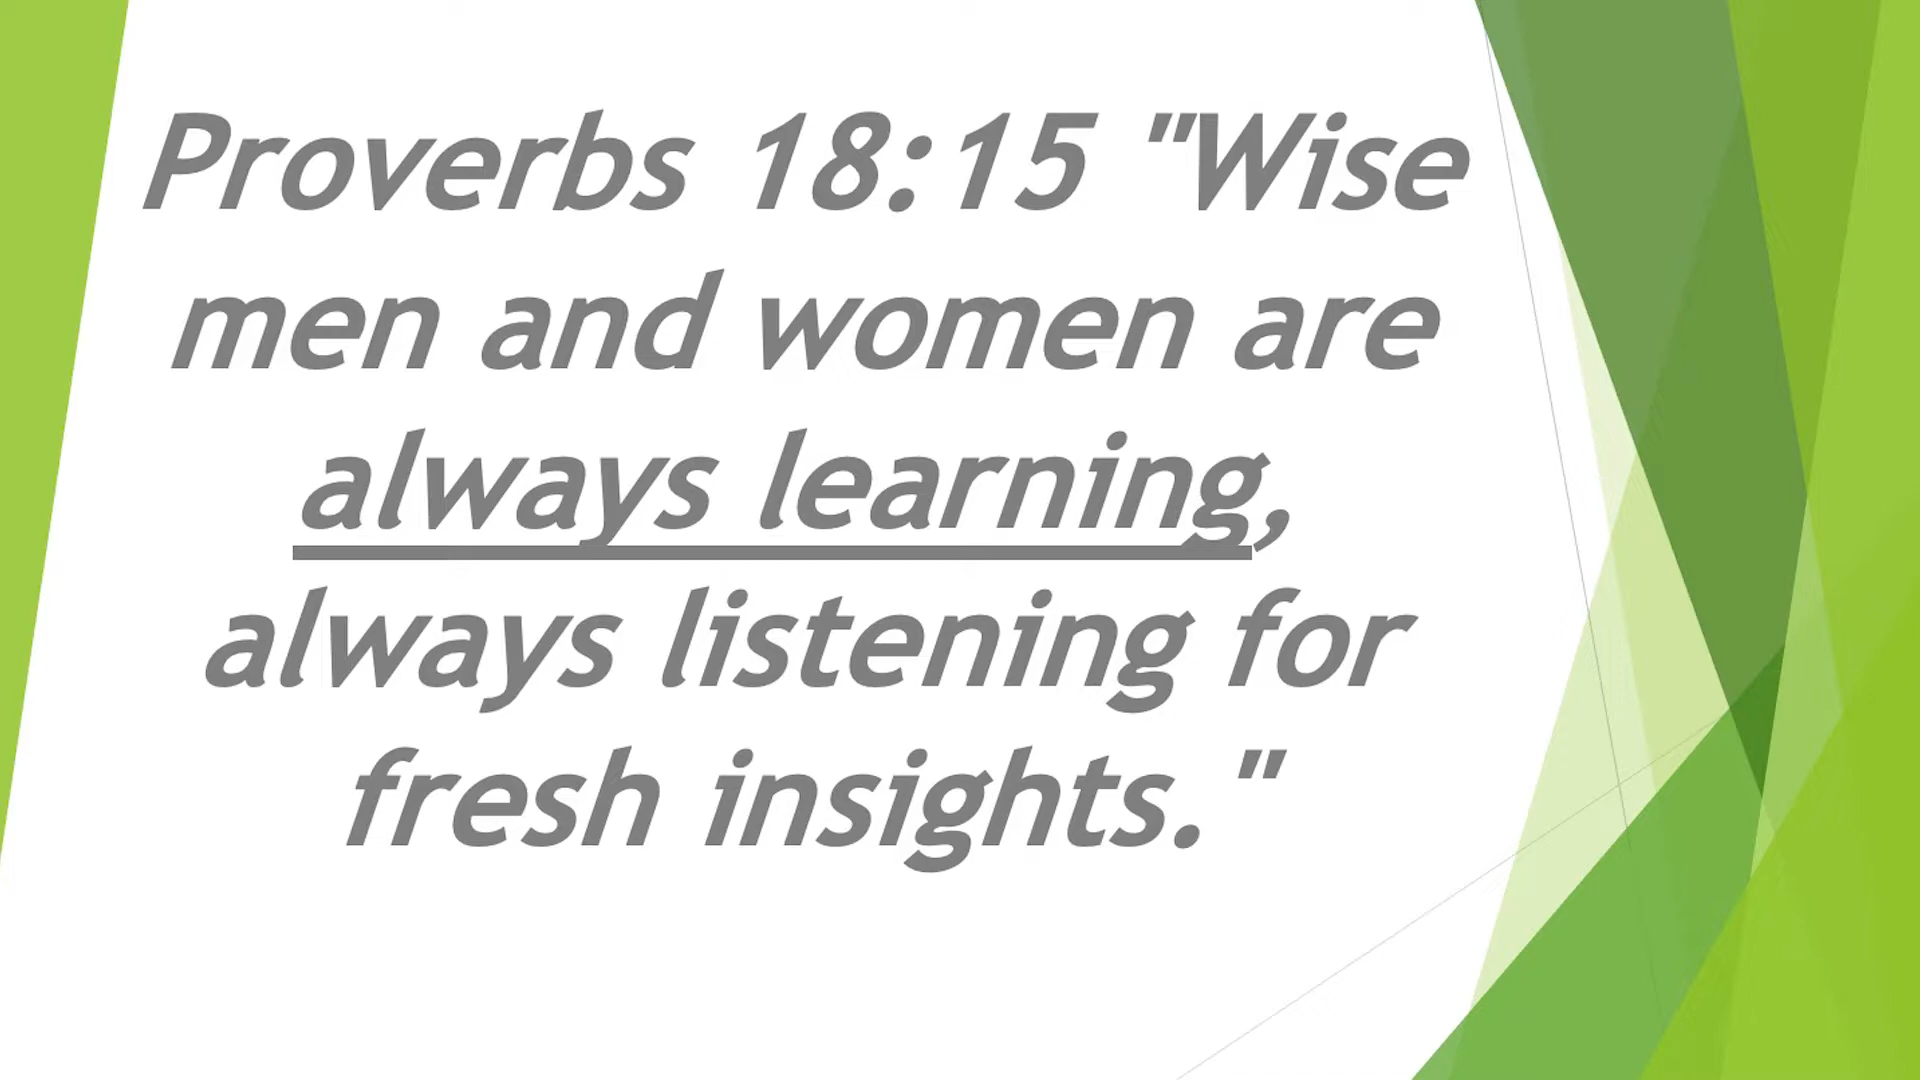 Proverbs 18:15 "Wise
men and women are
always learning,
always listening for
fresh insights."